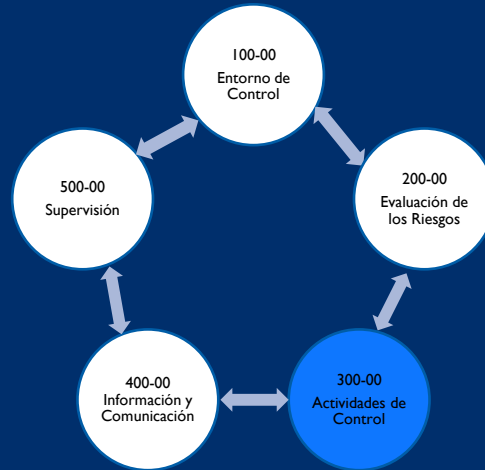 100-00
Entorno de
Control
200-00
Evaluación de
los Riesgos
300-00
Actividades de
Control
400-00
Información y
Comunicación
500-00
Supervisión